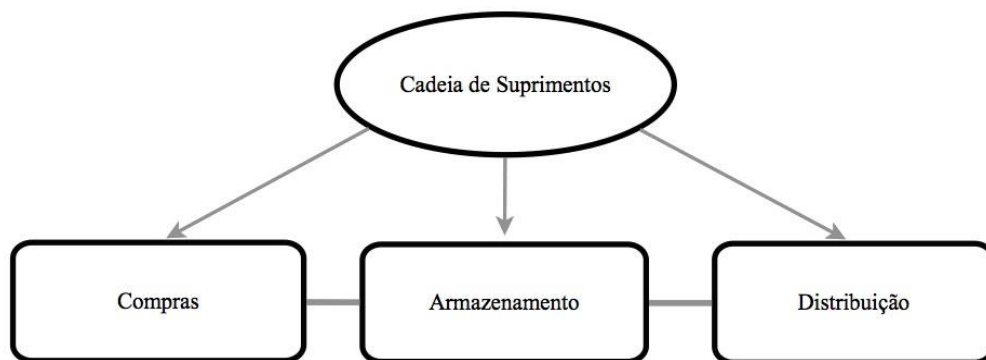 Cadeia de Suprimentos
Compras
Armazenamento
Distribuição